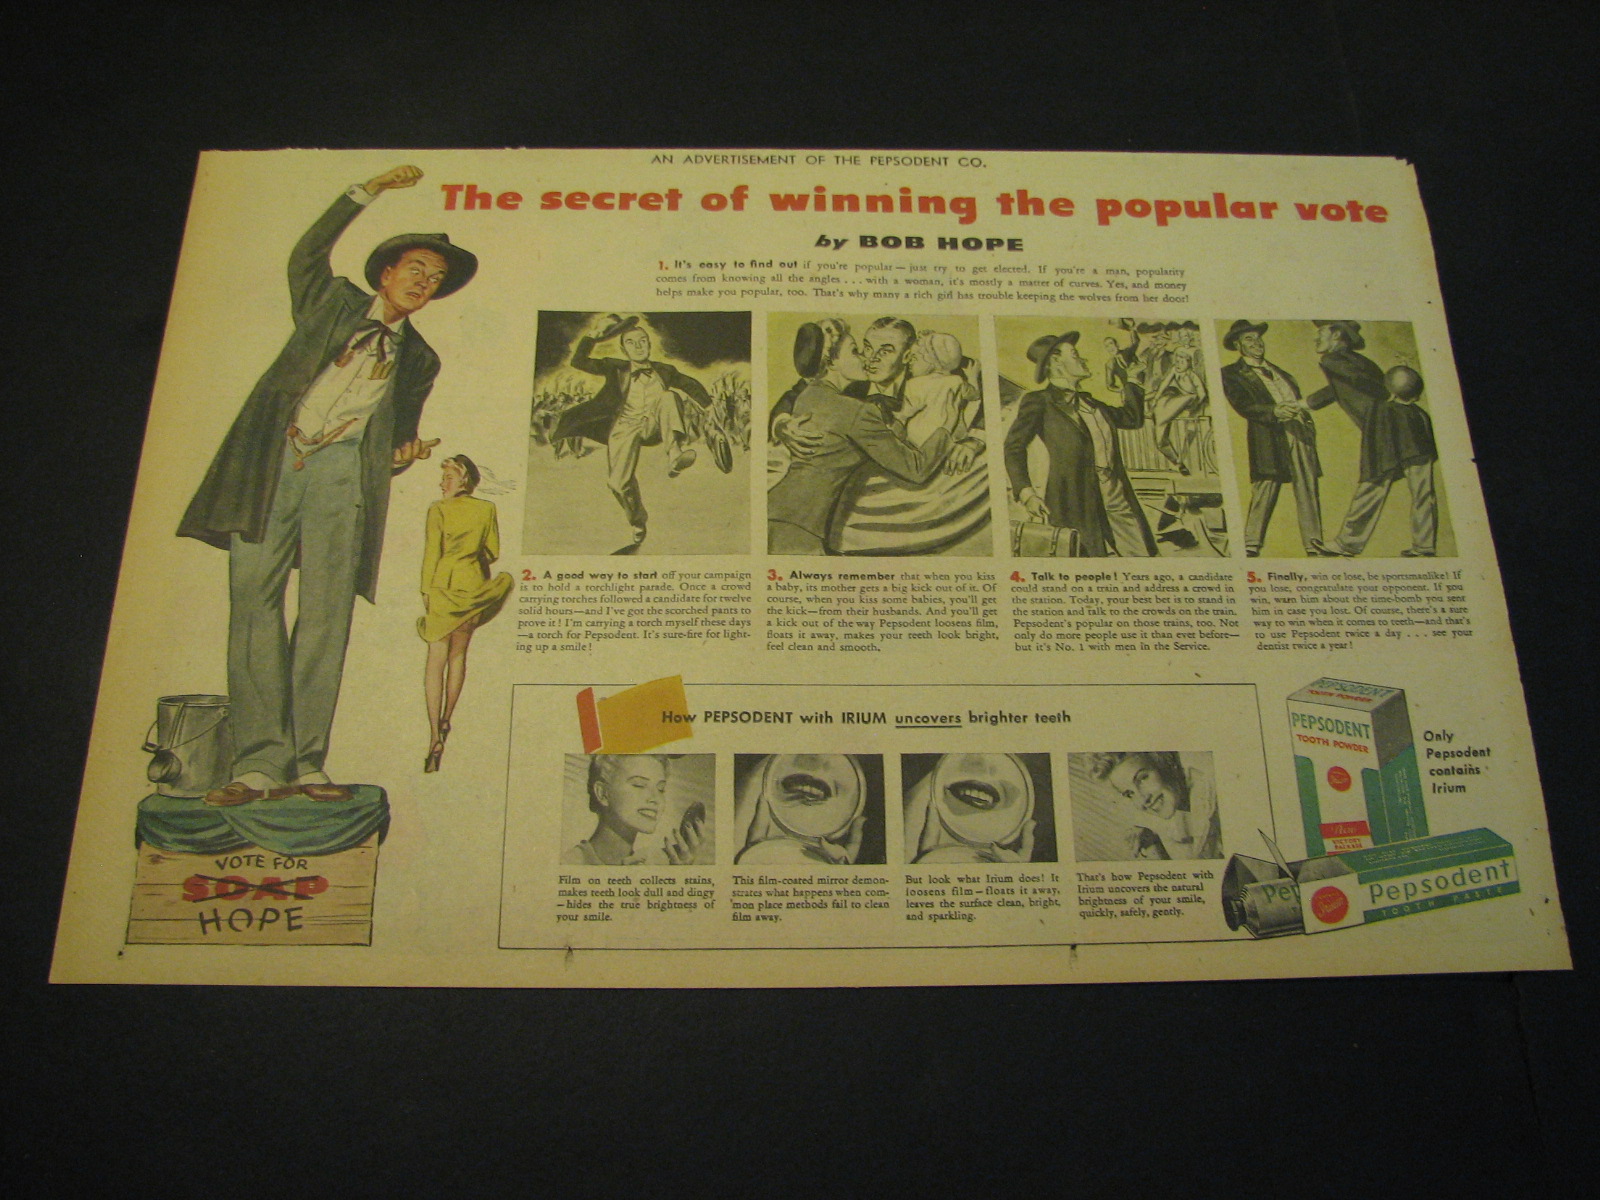 AN ADVERTISEMENT OF THE PEPSODENT CO.
The secret of winning the popular vote
by BOB HOPE
1. It's easy to find out if you're popular — just try to get elected. If you're a man, popularity
comes from knowing all the angles . . . with a woman, it's mostly a matter of curves. Yes, and money
helps make you popular, too. That's why many a rich girl has trouble keeping the wolves from her door!
2. A good way to start off your campaign
is to hold a torchlight parade. Once a crowd
carrying torches followed a candidate for twelve
solid hours—and I've got the scorched pants to
prove it! I'm carrying a torch myself these days
—a torch for Pepsodent. It's sure-fire for light-
ing up a smile!
3. Always remember that when you kiss
a baby, its mother gets a big kick out of it. Of
course, when you kiss some babies, you'll get
the kick—from their husbands. And you'll get
a kick out of the way Pepsodent loosens film,
floats it away, makes your teeth look bright,
feel clean and smooth.
4. Talk to people! Years ago, a candidate
could stand on a train and address a crowd in
the station. Today, your best bet is to stand in
the station and talk to the crowds on the train.
Pepsodent's popular on those trains, too. Not
only do more people use it than ever before—
but it's No. 1 with men in the Service.
5. Finally, win or lose, be sportsmanlike! If
you lose, congratulate your opponent. If you
win, warn him about the time-bomb you sent
him in case you lost. Of course, there's a sure
way to win when it comes to teeth—and that's
to use Pepsodent twice a day . . . see your
dentist twice a year!
How PEPSODENT with IRIUM uncovers brighter teeth
Film on teeth collects stains,
makes teeth look dull and dingy
—hides the true brightness of
your smile.
This film-coated mirror demon-
strates what happens when com-
mon place methods fail to clean
film away.
But look what Irium does! It
loosens film—floats it away,
leaves the surface clean, bright,
and sparkling.
That's how Pepsodent with
Irium uncovers the natural
brightness of your smile,
quickly, safely, gently.
PEPSODENT
TOOTH POWDER
PEPSODENT
TOOTH POWDER
Irium
New
VICTORY
PACKAGE
Only
Pepsodent
contains
Irium
Pep
Irium
Pepsodent
TOOTH PASTE
VOTE FOR
SOAP
HOPE